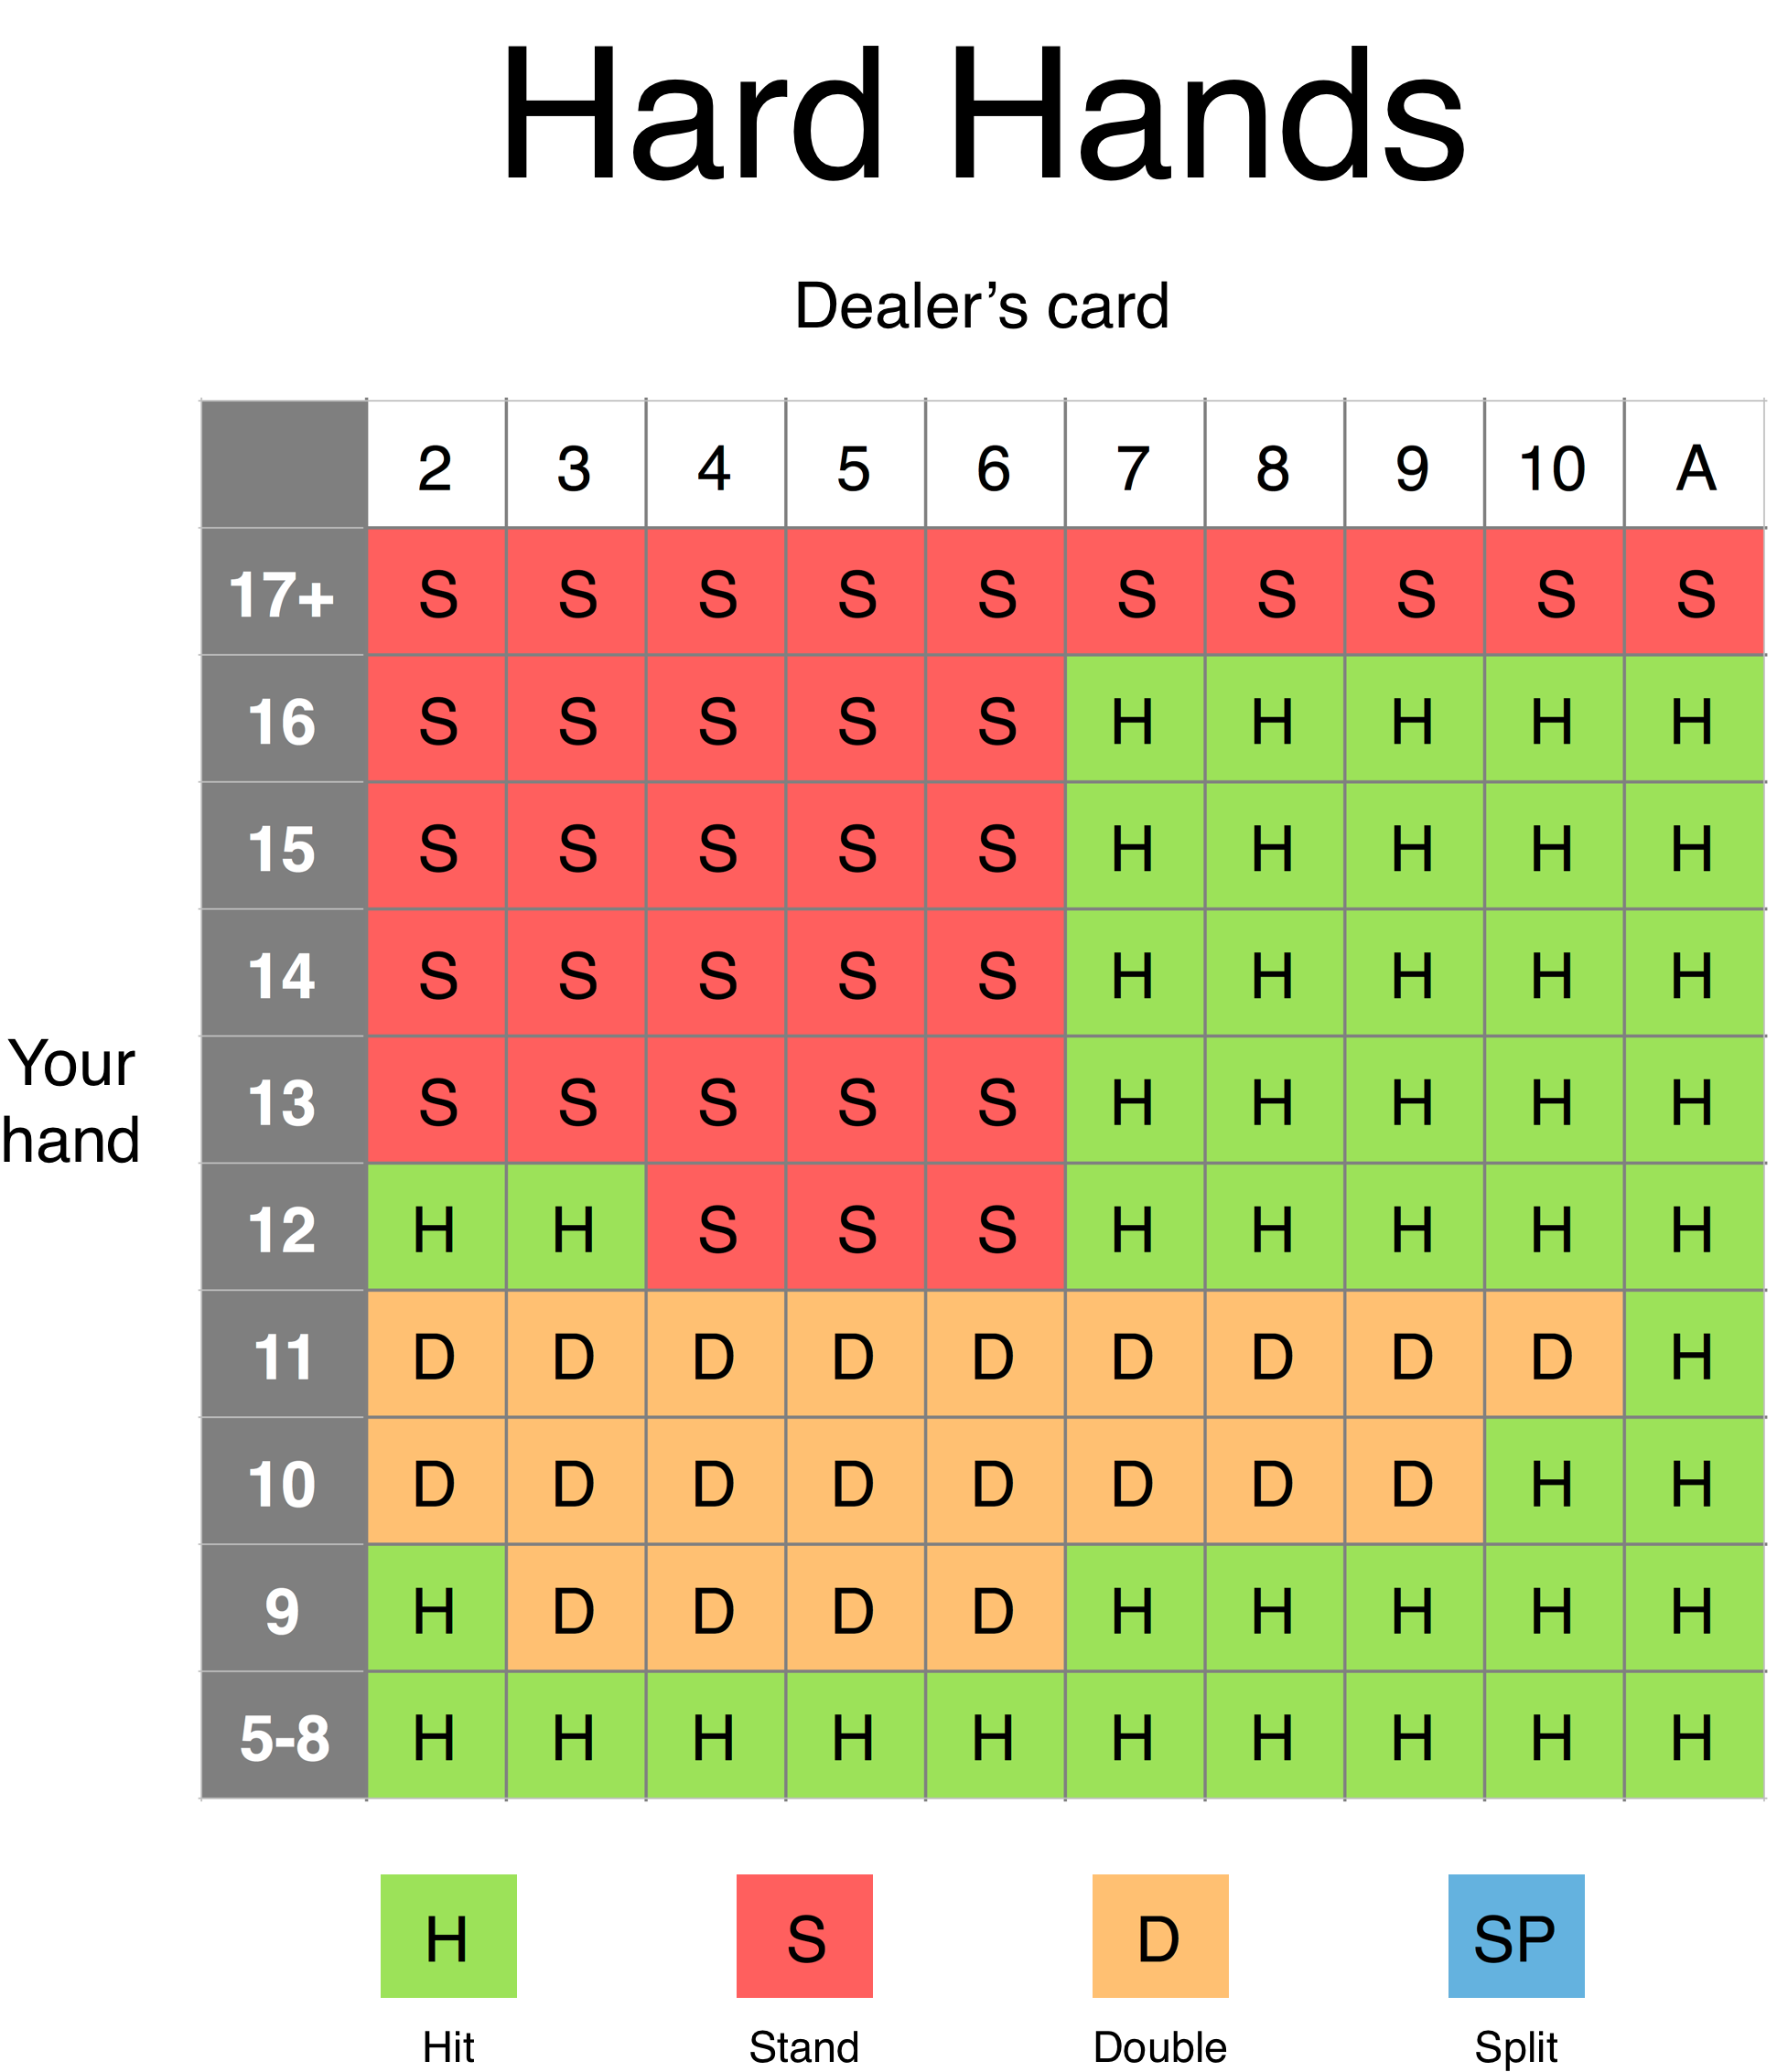 Hard Hands
Dealer’s card
2 3 4 5 6 7 8 9 10 A
17+ S S S S S S S S S S
16 S S S S S H H H H H
15 S S S S S H H H H H
14 S S S S S H H H H H
Your
hand
13 S S S S S H H H H H
12 H H S S S H H H H H
11 D D D D D D D D D H
10 D D D D D D D D H H
9 H D D D D H H H H H
5-8 H H H H H H H H H H
H S D SP
Hit Stand Double Split